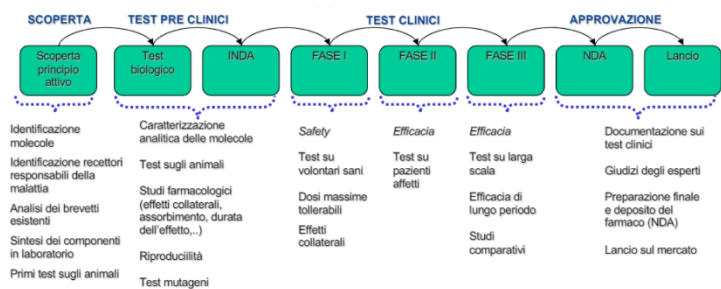 SCOPERTA
TEST PRE CLINICI
TEST CLINICI
APPROVAZIONE
Scoperta
principio
attivo
Test
biologico
INDA
FASE I
FASE II
FASE III
NDA
Lancio
Identificazione
molecole
Identificazione recettori
responsabili della
malattia
Analisi dei brevetti
esistenti
Sintesi dei componenti
in laboratorio
Primi test sugli animali
Caratterizzazione
analitica delle molecole
Test sugli animali
Studi farmacologici
(effetti collaterali,
assorbimento, durata
dell'effetto,..)
Riproduciilità
Test mutageni
Safety
Test su
volontari sani
Dosi massime
tollerabili
Effetti
collaterali
Efficacia
Test su
pazienti
affetti
Efficacia
Test su larga
scala
Efficacia di
lungo periodo
Studi
comparativi
Documentazione sui
test clinici
Giudizi degli esperti
Preparazione finale
e deposito del
farmaco (NDA)
Lancio sul mercato